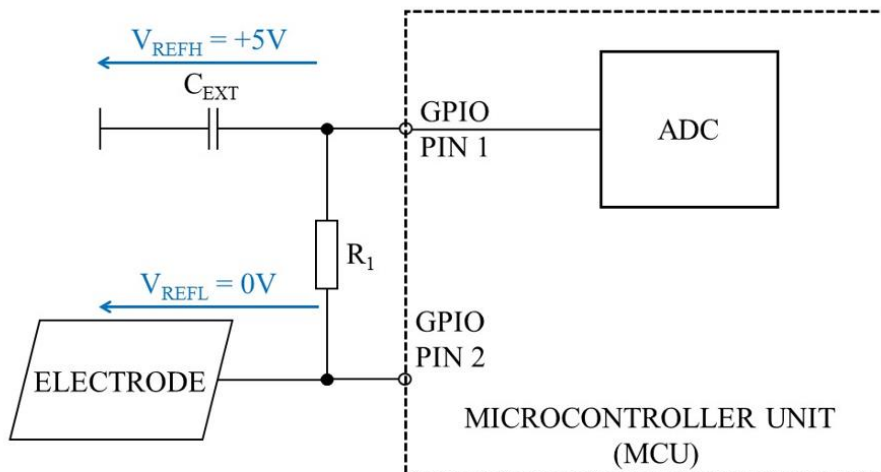 V_REFH = +5V
C_EXT
GPIO
PIN 1
ADC
R_1
V_REFL = 0V
GPIO
PIN 2
ELECTRODE
MICROCONTROLLER UNIT
(MCU)